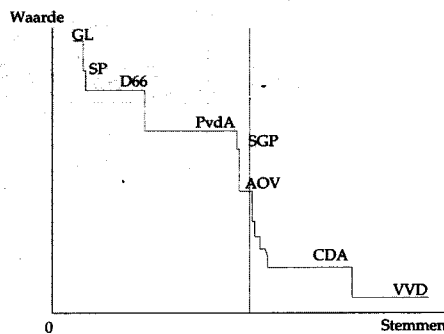 Waarde
GL
SP
D66
PvdA
SGP
AOV
CDA
VVD
0
Stemmen